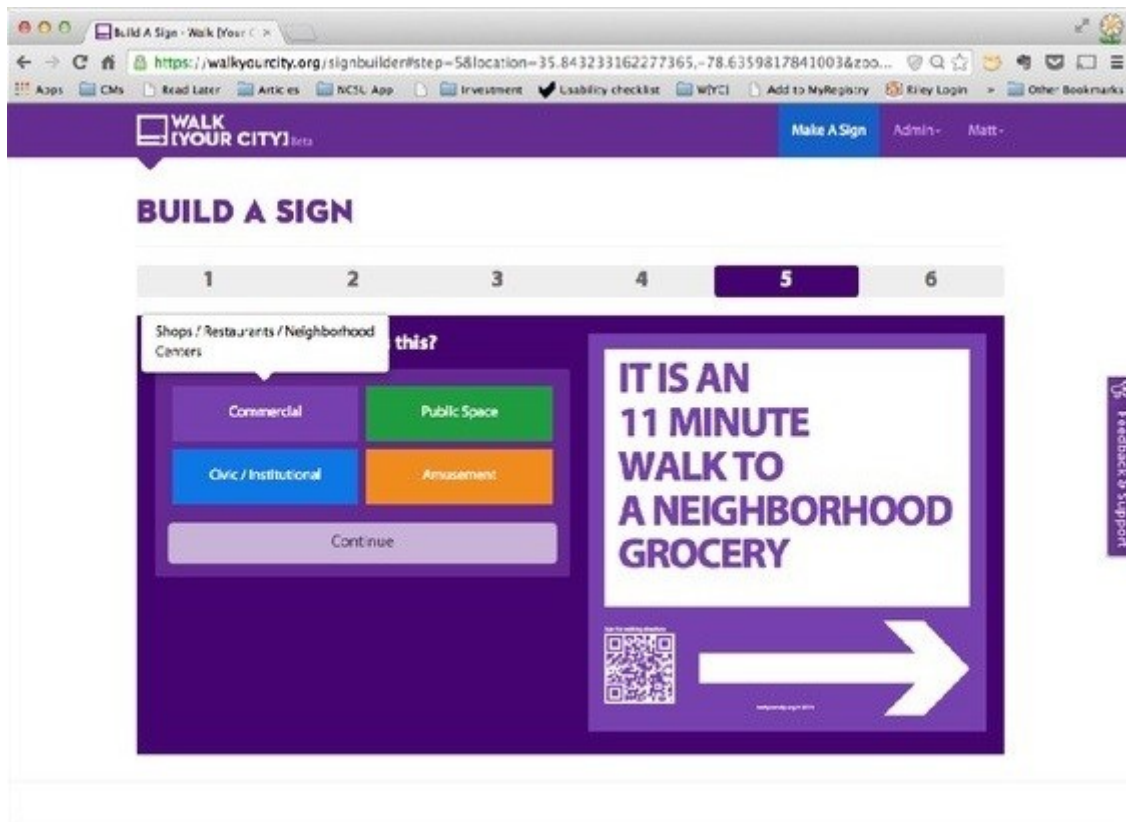 Build A Sign - Walk [Your C
https://walkyourcity.org/signbuilder#step=5&location=35.843233162277365,-78.6359817841003&zoo...
Apps CMs Read Later Articles NCSL App Investment Usability checklist W[YC] Add to MyRegistry Riley Login » Other Bookmarks
WALK
[YOUR CITY] Beta
Make A Sign Admin Matt
BUILD A SIGN
1 2 3 4 5 6
Shops / Restaurants / Neighborhood
Centers
this?
Commercial Public Space
Civic / Institutional Amusement
Continue
IT IS AN
11 MINUTE
WALK TO
A NEIGHBORHOOD
GROCERY
Feedback & Support